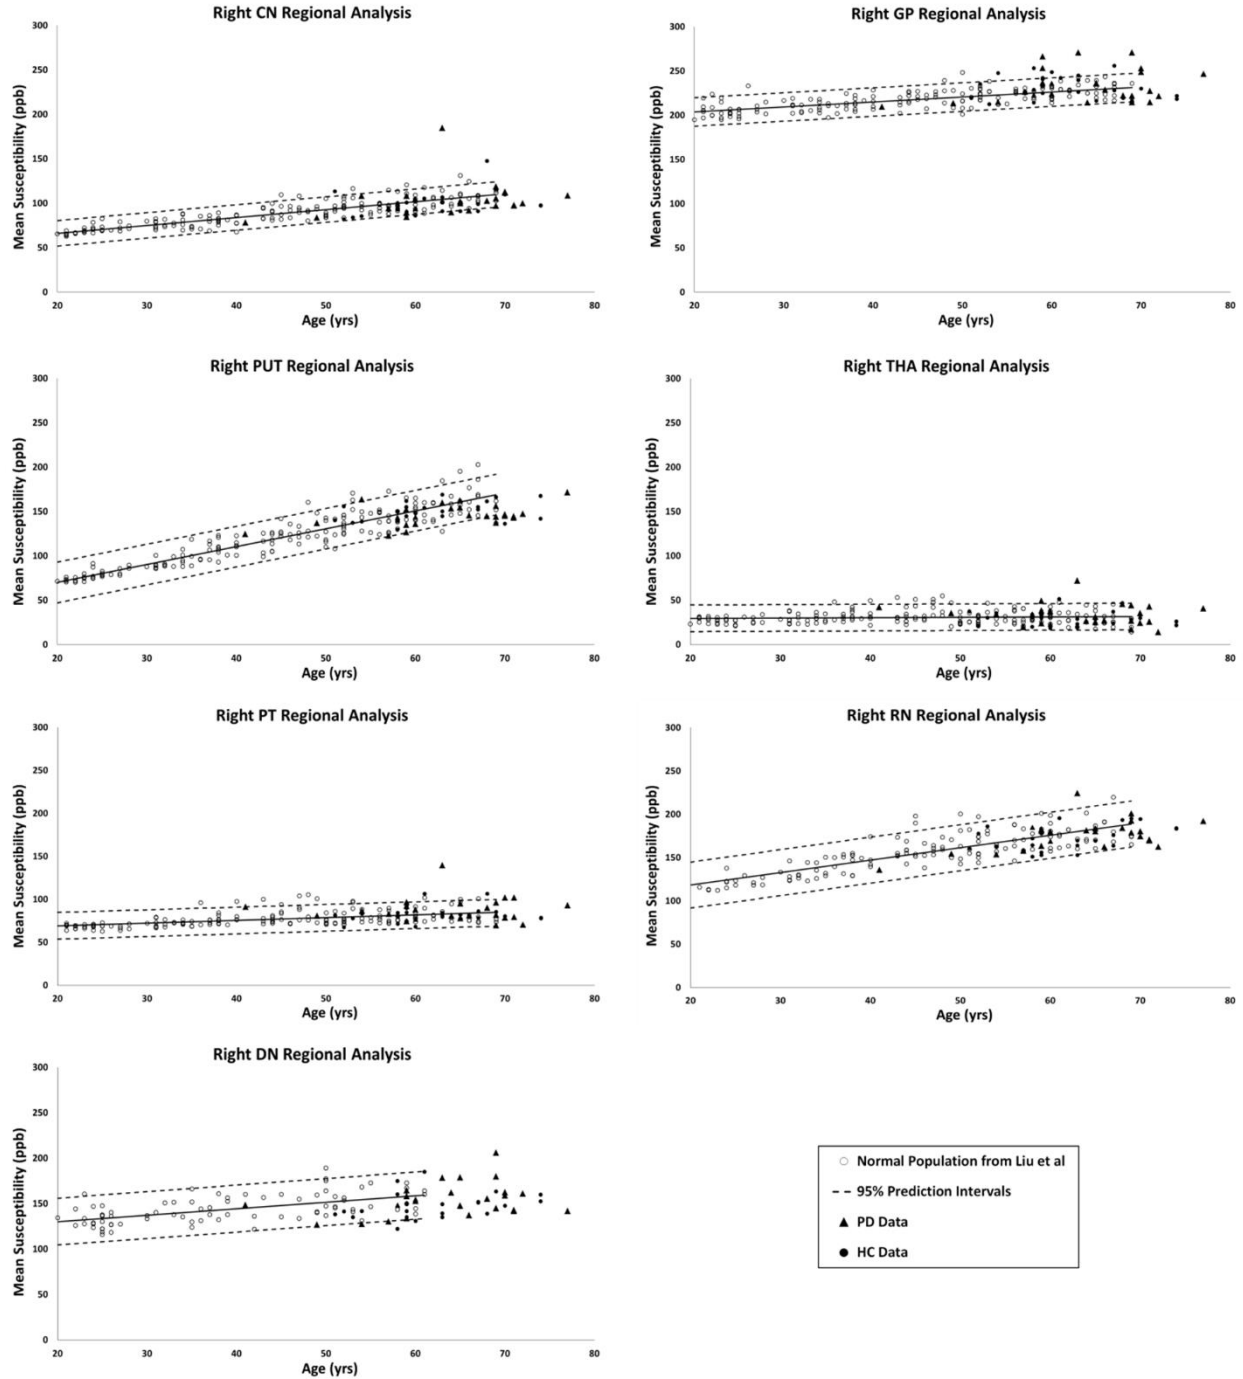 Right CN Regional Analysis
300
250
200
150
100
50
0
Mean Susceptibility (ppb)
20 30 40 50 60 70 80
Age (yrs)
Right GP Regional Analysis
300
250
200
150
100
50
0
Mean Susceptibility (ppb)
20 30 40 50 60 70 80
Age (yrs)
Right PUT Regional Analysis
300
250
200
150
100
50
0
Mean Susceptibility (ppb)
20 30 40 50 60 70 80
Age (yrs)
Right THA Regional Analysis
300
250
200
150
100
50
0
Mean Susceptibility (ppb)
20 30 40 50 60 70 80
Age (yrs)
Right PT Regional Analysis
300
250
200
150
100
50
0
Mean Susceptibility (ppb)
20 30 40 50 60 70 80
Age (yrs)
Right RN Regional Analysis
300
250
200
150
100
50
0
Mean Susceptibility (ppb)
20 30 40 50 60 70 80
Age (yrs)
Right DN Regional Analysis
300
250
200
150
100
50
0
Mean Susceptibility (ppb)
20 30 40 50 60 70 80
Age (yrs)
Normal Population from Liu et al
95% Prediction Intervals
PD Data
HC Data